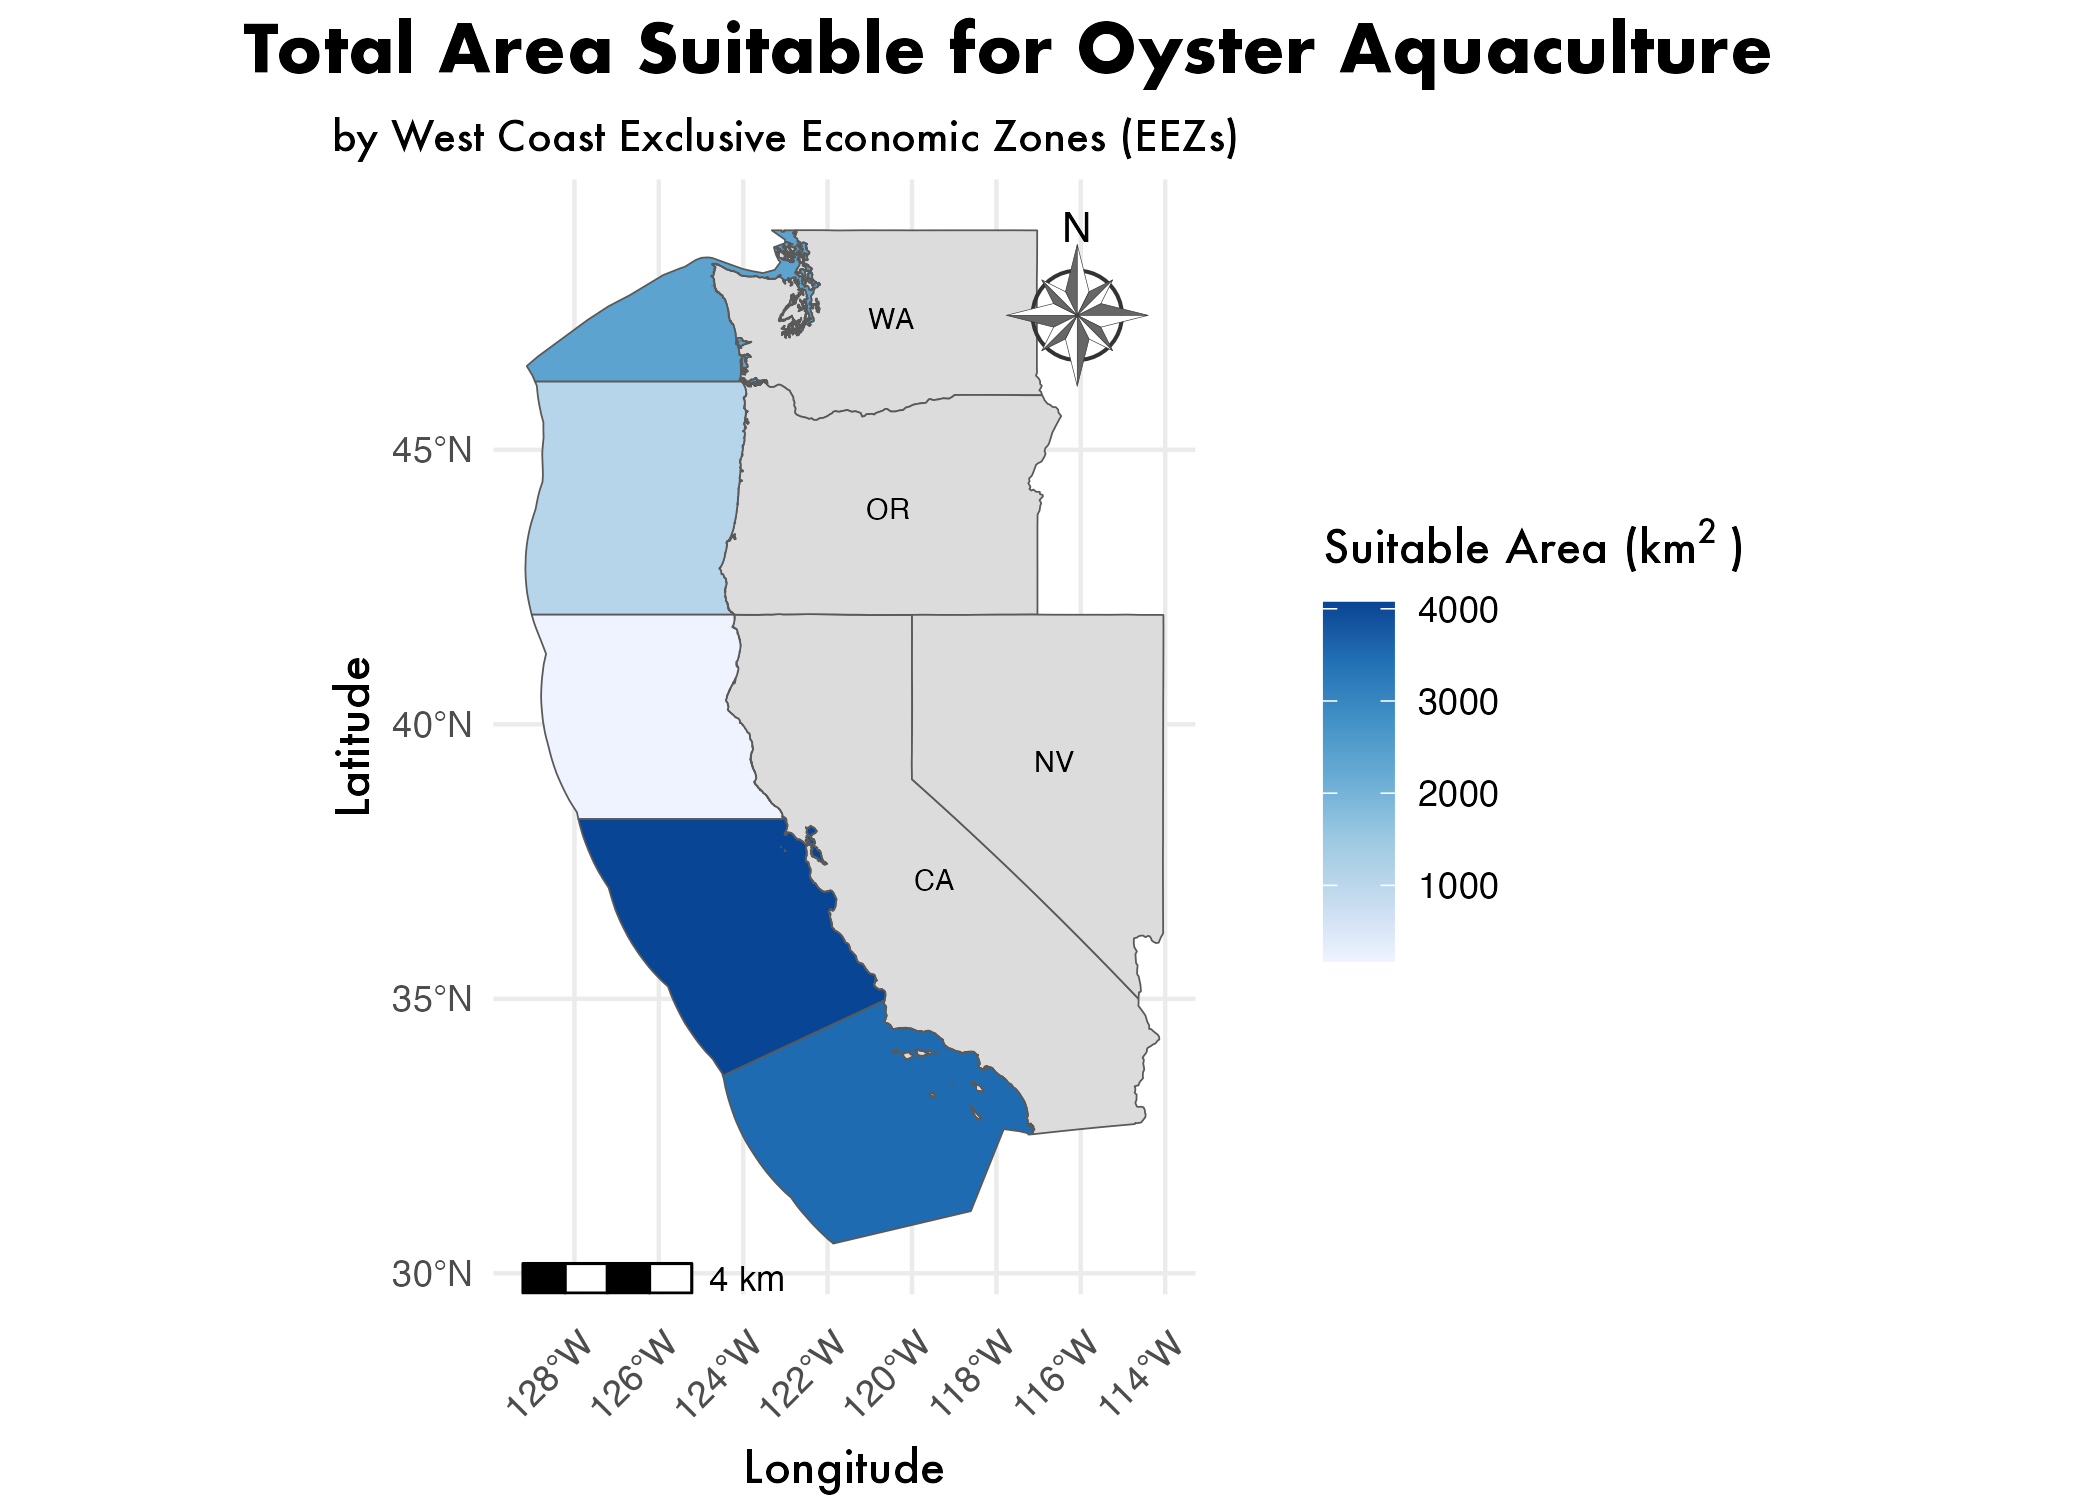 Total Area Suitable for Oyster Aquaculture
by West Coast Exclusive Economic Zones (EEZs)
N
WA
45°N
OR
Suitable Area (km² )
4000
Latitude
3000
40°N
NV
2000
CA
1000
35°N
30°N
4 km
128°W
126°W
124°W
122°W
120°W
118°W
116°W
114°W
Longitude